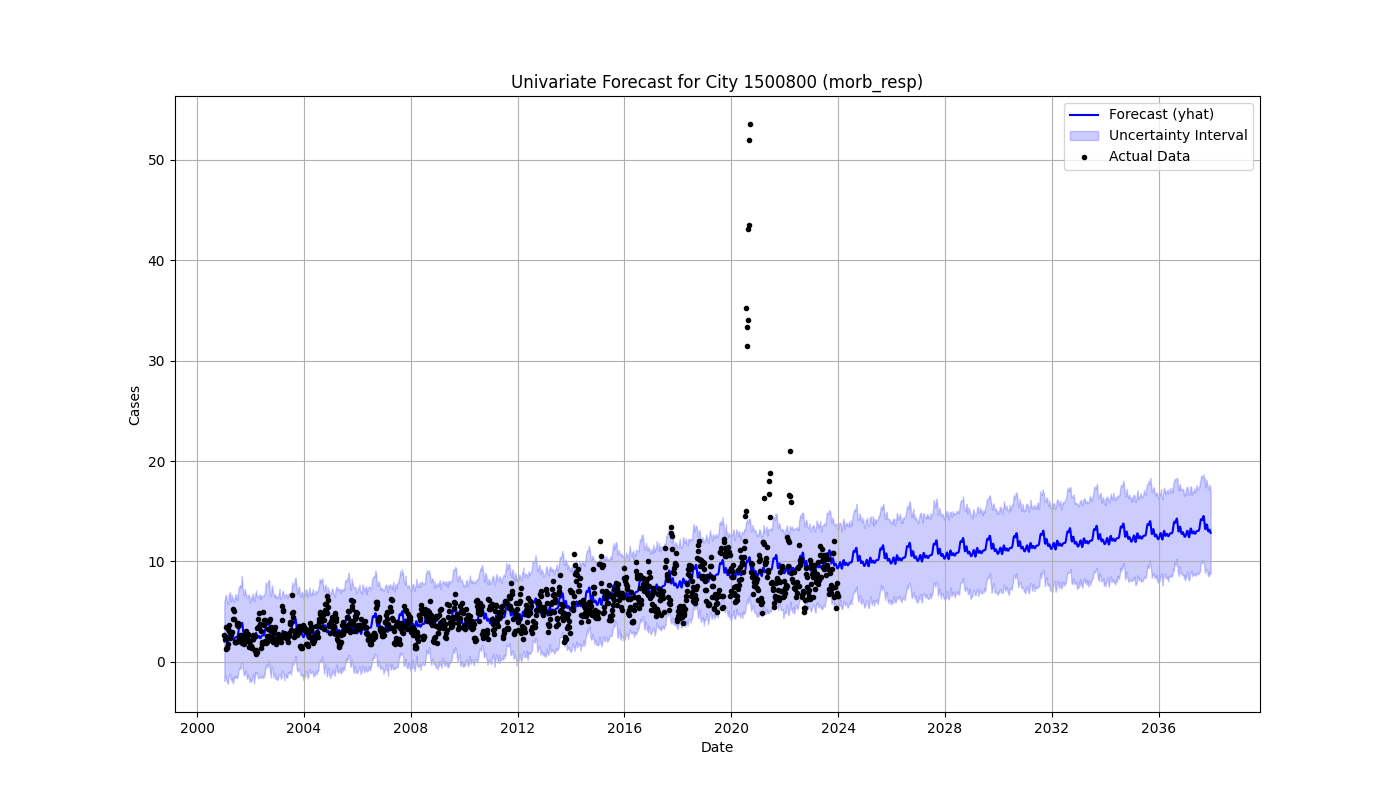 Univariate Forecast for City 1500800 (morb_resp)
Forecast (yhat)
Uncertainty Interval
Actual Data
50
40
30
20
10
0
Cases
2000 2004 2008 2012 2016 2020 2024 2028 2032 2036
Date